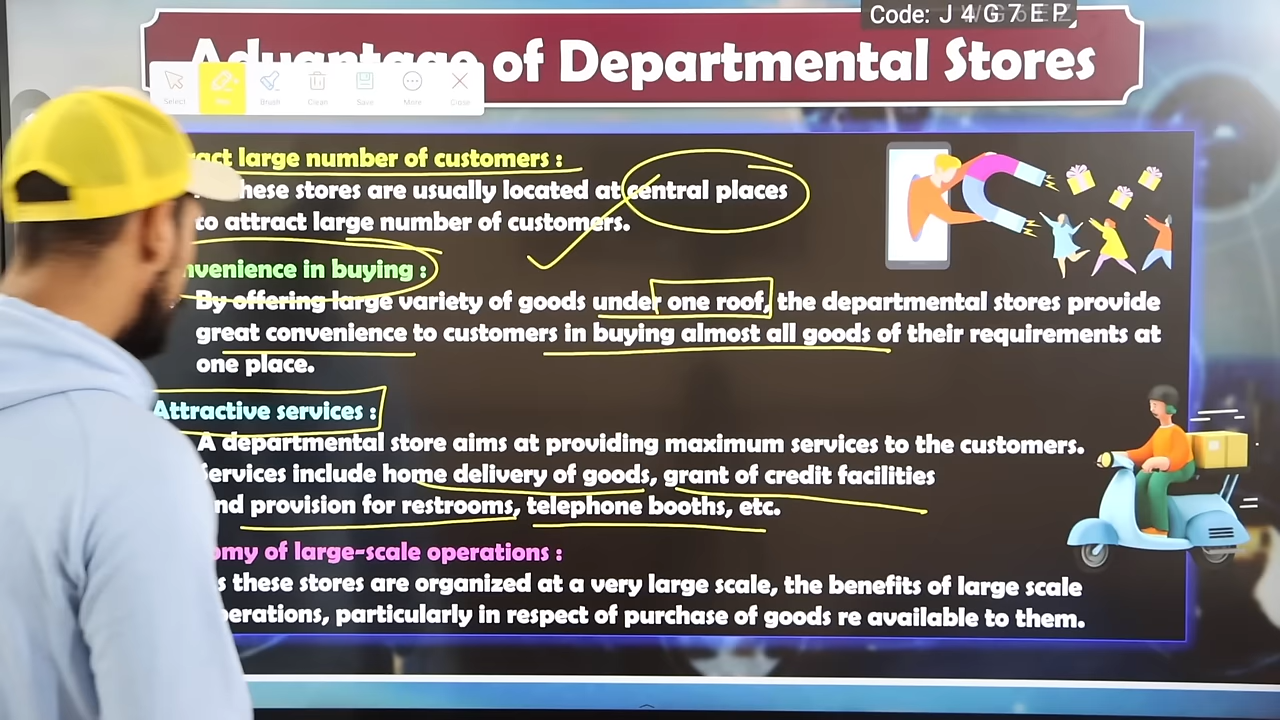 Code: J 4 G 7 E P
Advantage of Departmental Stores
Select
Clean
Save
More
Close
Brush
large number of customers :
these stores are usually located at central places
to attract large number of customers.
in buying :
By offering large variety of goods under one roof, the departmental stores provide
great convenience to customers in buying almost all goods of their requirements at
one place.
Attractive services :
A departmental store aims at providing maximum services to the customers.
Services include home delivery of goods, grant of credit facilities
provision for restrooms, telephone booths, etc.
of large-scale operations :
these stores are organized at a very large scale, the benefits of large scale
operations, particularly in respect of purchase of goods re available to them.